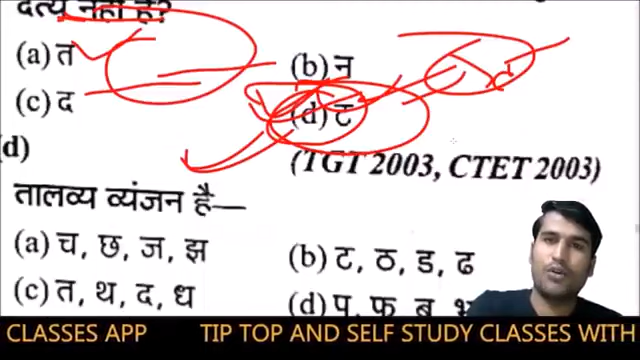 दंत्य नहीं है?
(a) त
(b) न
(c) द
(d) ट
(d)
(TGT 2003, CTET 2003)
तालव्य व्यंजन है—
(a) च, छ, ज, झ
(b) ट, ठ, ड, ढ
(c) त, थ, द, ध
(d) प, फ, ब, भ
CLASSES APP TIP TOP AND SELF STUDY CLASSES WITH